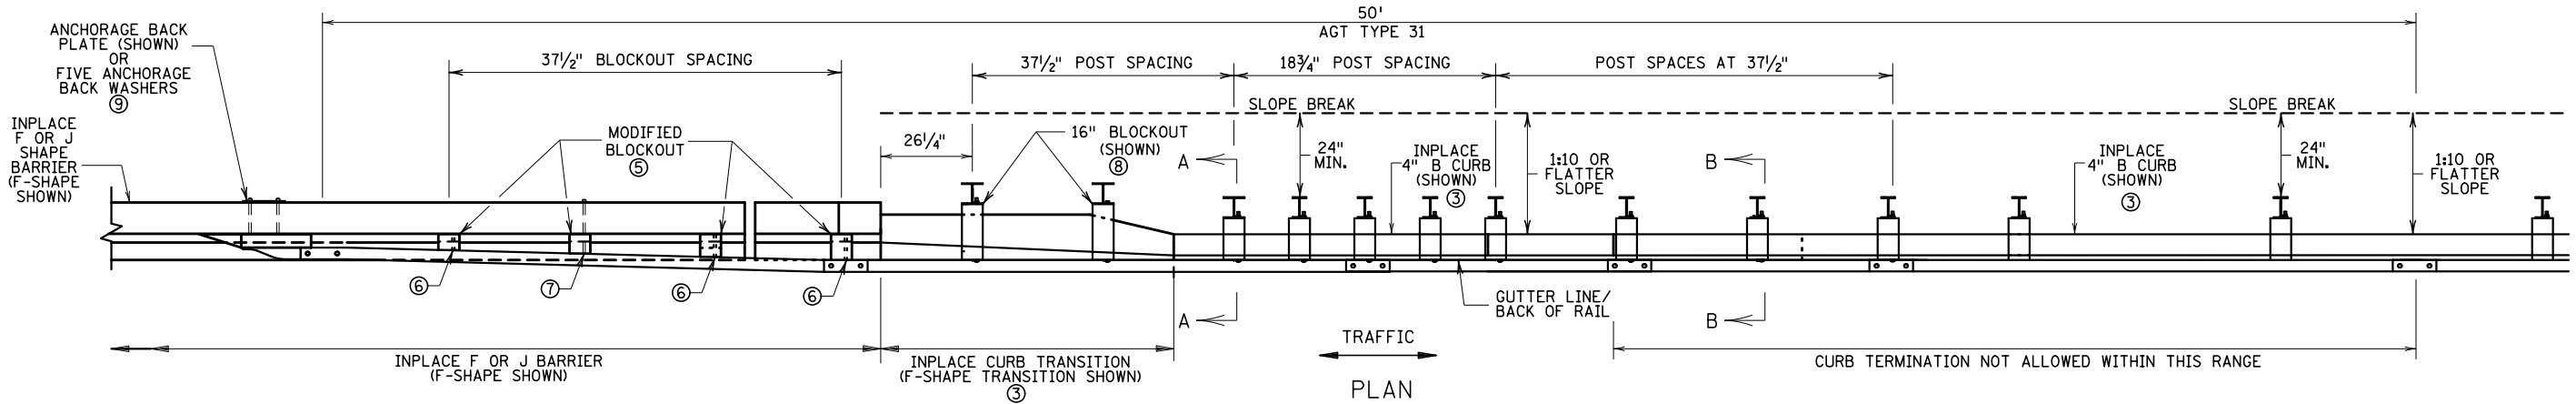 50'
AGT TYPE 31
ANCHORAGE BACK
PLATE (SHOWN)
OR
FIVE ANCHORAGE
BACK WASHERS
9
37½" BLOCKOUT SPACING
37½" POST SPACING
18¾" POST SPACING
POST SPACES AT 37½"
SLOPE BREAK
SLOPE BREAK
INPLACE
F OR J
SHAPE
BARRIER
(F-SHAPE
SHOWN)
MODIFIED
BLOCKOUT
5
26¼"
16" BLOCKOUT
(SHOWN)
8
A
24"
MIN.
INPLACE
4" B CURB
(SHOWN)
3
1:10 OR
FLATTER
SLOPE
B
INPLACE
4" B CURB
(SHOWN)
3
24"
MIN.
1:10 OR
FLATTER
SLOPE
6
7
6
6
A
GUTTER LINE/
BACK OF RAIL
B
TRAFFIC
INPLACE F OR J BARRIER
(F-SHAPE SHOWN)
INPLACE CURB TRANSITION
(F-SHAPE TRANSITION SHOWN)
3
CURB TERMINATION NOT ALLOWED WITHIN THIS RANGE
PLAN